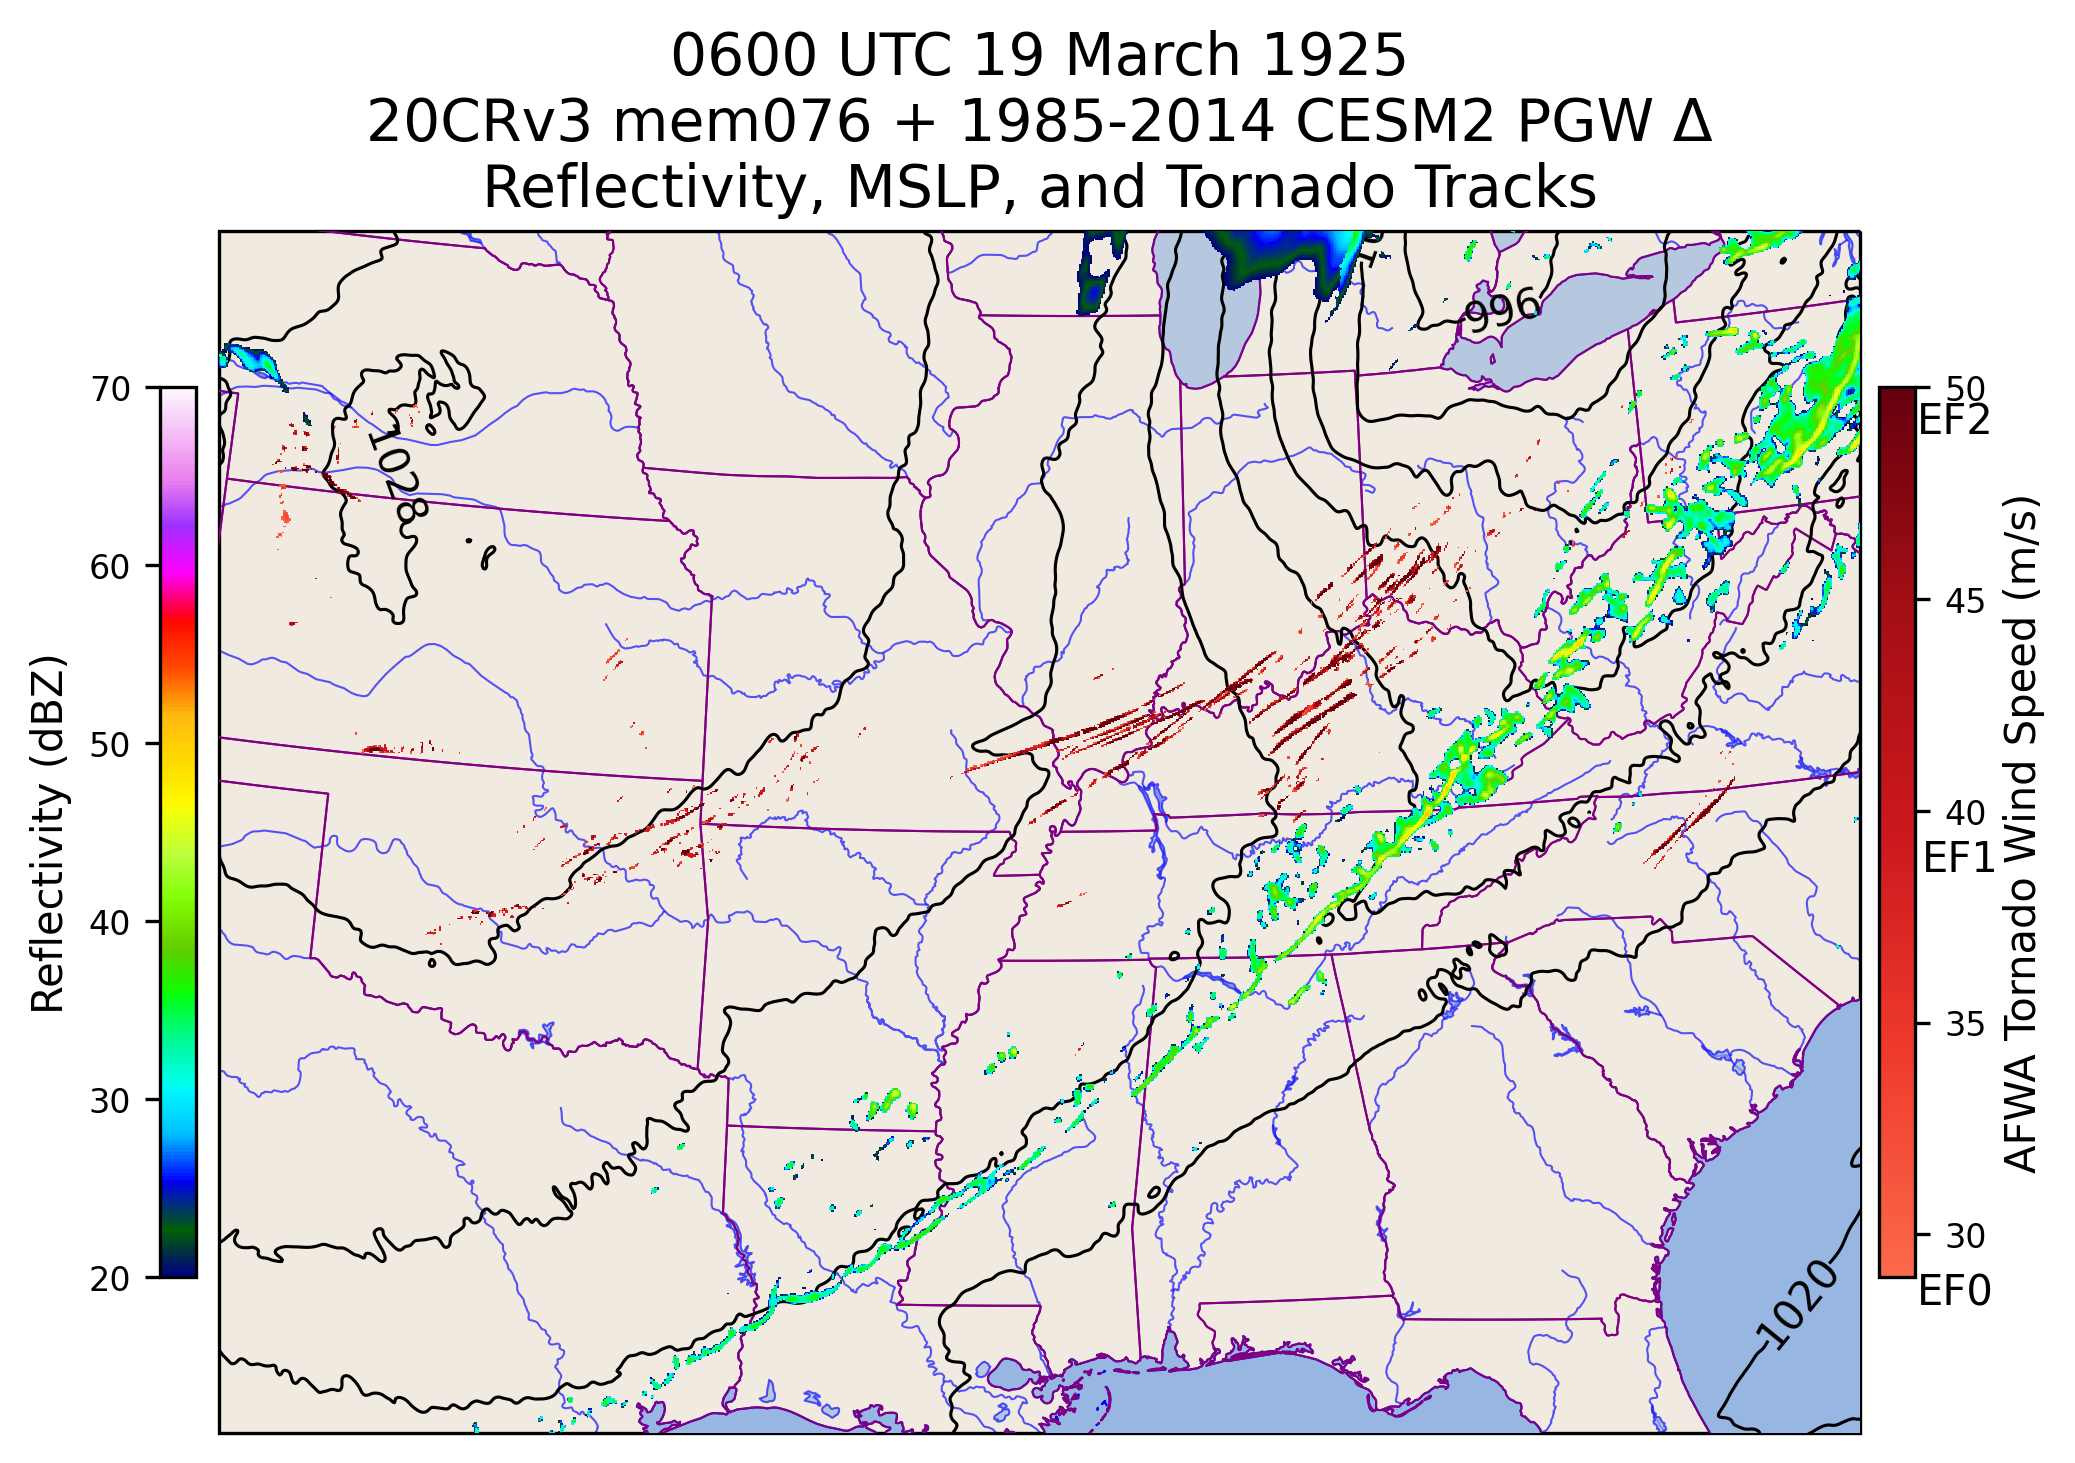 0600 UTC 19 March 1925
20CRv3 mem076 + 1985-2014 CESM2 PGW Δ
Reflectivity, MSLP, and Tornado Tracks
996
1028
1020
Reflectivity (dBZ)
70
60
50
40
30
20
50
EF2
45
40
EF1
35
30
EF0
AFWA Tornado Wind Speed (m/s)